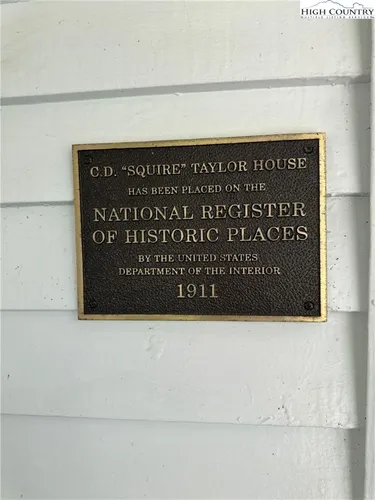 HIGH COUNTRY
C.D. "SQUIRE" TAYLOR HOUSE
HAS BEEN PLACED ON THE
NATIONAL REGISTER
OF HISTORIC PLACES
BY THE UNITED STATES
DEPARTMENT OF THE INTERIOR
1911